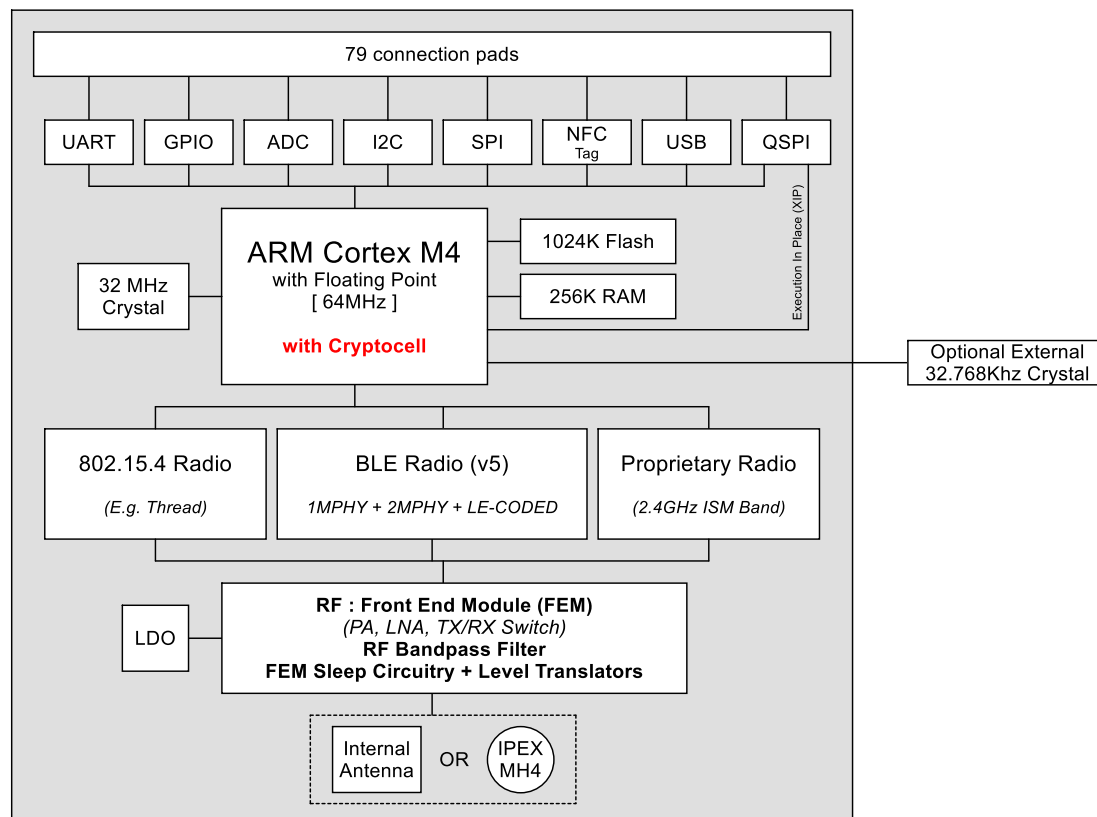 79 connection pads
UART
GPIO
ADC
I2C
SPI
NFC
Tag
USB
QSPI
Execution In Place (XIP)
ARM Cortex M4
with Floating Point
[ 64MHz ]
with Cryptocell
32 MHz
Crystal
1024K Flash
256K RAM
Optional External
32.768Khz Crystal
802.15.4 Radio
(E.g. Thread)
BLE Radio (v5)
1MPHY + 2MPHY + LE-CODED
Proprietary Radio
(2.4GHz ISM Band)
LDO
RF : Front End Module (FEM)
(PA, LNA, TX/RX Switch)
RF Bandpass Filter
FEM Sleep Circuitry + Level Translators
Internal
Antenna
OR
IPEX
MH4